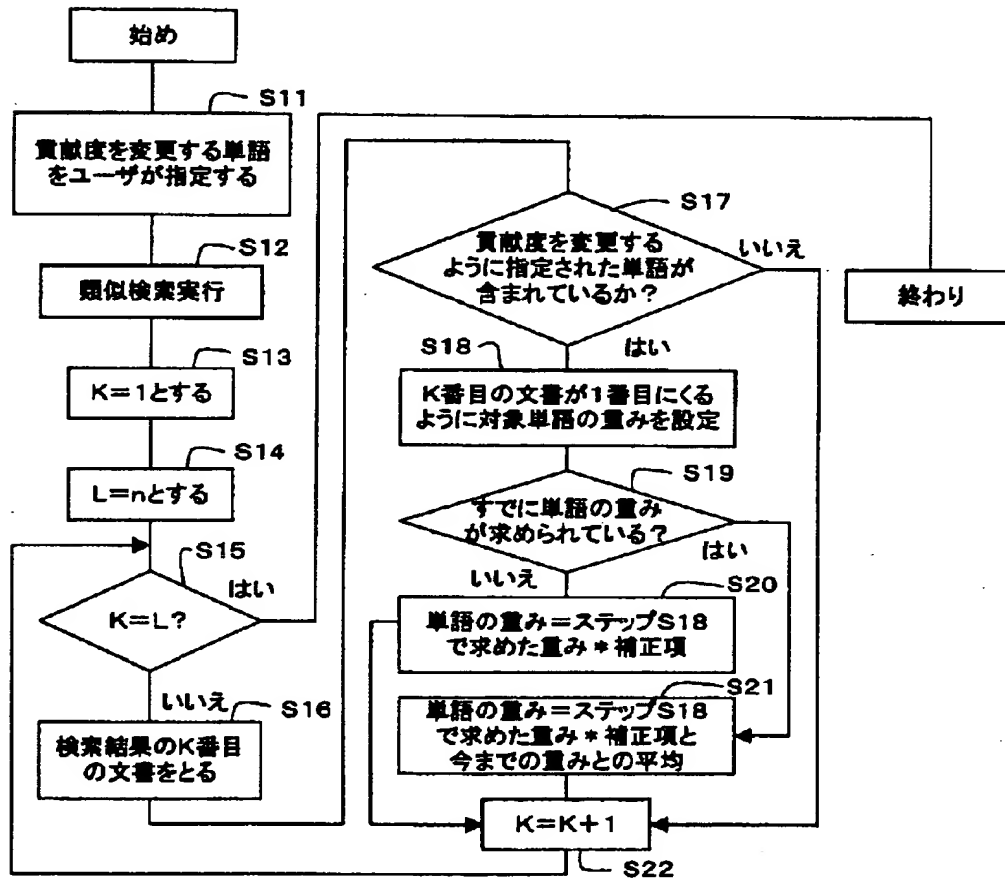 始め
S11
貢献度を変更する単語
をユーザが指定する
S12
類似検索実行
S13
K=1とする
S14
L=nとする
S15
K=L?
はい
いいえ
S16
検索結果のK番目
の文書をとる
S17
貢献度を変更する
ように指定された単語が
含まれているか?
いいえ
はい
S18
K番目の文書が1番目にくる
ように対象単語の重みを設定
S19
すでに単語の重み
が求められている?
はい
いいえ
S20
単語の重み=ステップS18
で求めた重み*補正項
S21
単語の重み=ステップS18
で求めた重み*補正項と
今までの重みとの平均
K=K+1
S22
終わり